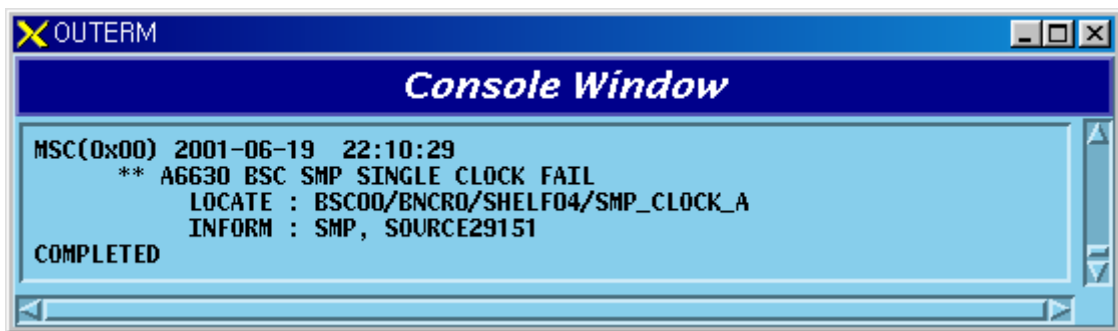 OUTERM
Console Window
MSC(0x00) 2001-06-19 22:10:29
** A6630 BSC SMP SINGLE CLOCK FAIL
LOCATE : BSC00/BNCR0/SHELF04/SMP_CLOCK_A
INFORM : SMP, SOURCE29151
COMPLETED